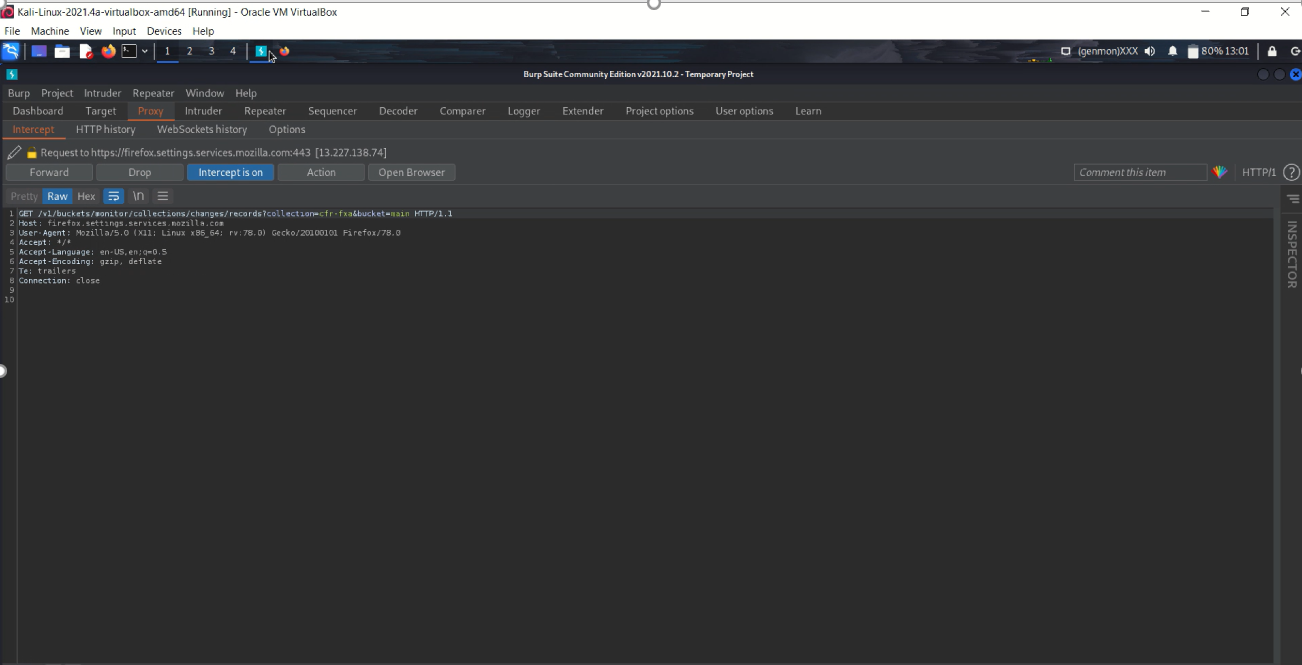 Kali-Linux-2021.4a-virtualbox-amd64 [Running] - Oracle VM VirtualBox
File Machine View Input Devices Help
1 2 3 4 (genmon)XXX 80% 13:01
Burp Suite Community Edition v2021.10.2 - Temporary Project
Burp Project Intruder Repeater Window Help
Dashboard Target Proxy Intruder Repeater Sequencer Decoder Comparer Logger Extender Project options User options Learn
Intercept HTTP history WebSockets history Options
Request to https://firefox.settings.services.mozilla.com:443 [13.227.138.74]
Forward Drop Intercept is on Action Open Browser Comment this item HTTP/1 ?
Pretty Raw Hex \n
1 GET /v1/buckets/monitor/collections/changes/records?collection=cfr-fxa&bucket=main HTTP/1.1
2 Host: firefox.settings.services.mozilla.com
3 User-Agent: Mozilla/5.0 (X11; Linux x86_64; rv:78.0) Gecko/20100101 Firefox/78.0
4 Accept: */*
5 Accept-Language: en-US,en;q=0.5
6 Accept-Encoding: gzip, deflate
7 Te: trailers
8 Connection: close
9
10
INSPECTOR